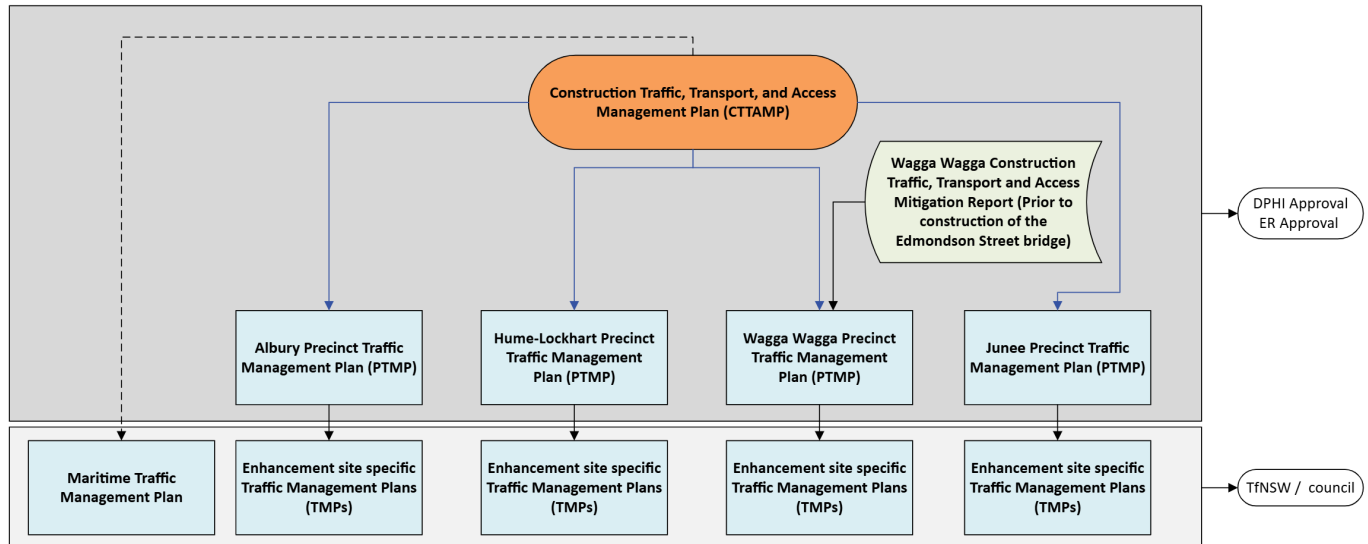 Construction Traffic, Transport, and Access
Management Plan (CTTAMP)
Wagga Wagga Construction
Traffic, Transport and Access
Mitigation Report (Prior to
construction of the
Edmondson Street bridge)
DPHI Approval
ER Approval
Albury Precinct Traffic
Management Plan (PTMP)
Hume-Lockhart Precinct
Traffic Management
Plan (PTMP)
Wagga Wagga Precinct
Traffic Management
Plan (PTMP)
Junee Precinct Traffic
Management Plan (PTMP)
Maritime Traffic
Management Plan
Enhancement site specific
Traffic Management Plans
(TMPs)
Enhancement site specific
Traffic Management Plans
(TMPs)
Enhancement site specific
Traffic Management Plans
(TMPs)
Enhancement site specific
Traffic Management Plans
(TMPs)
TfNSW / council